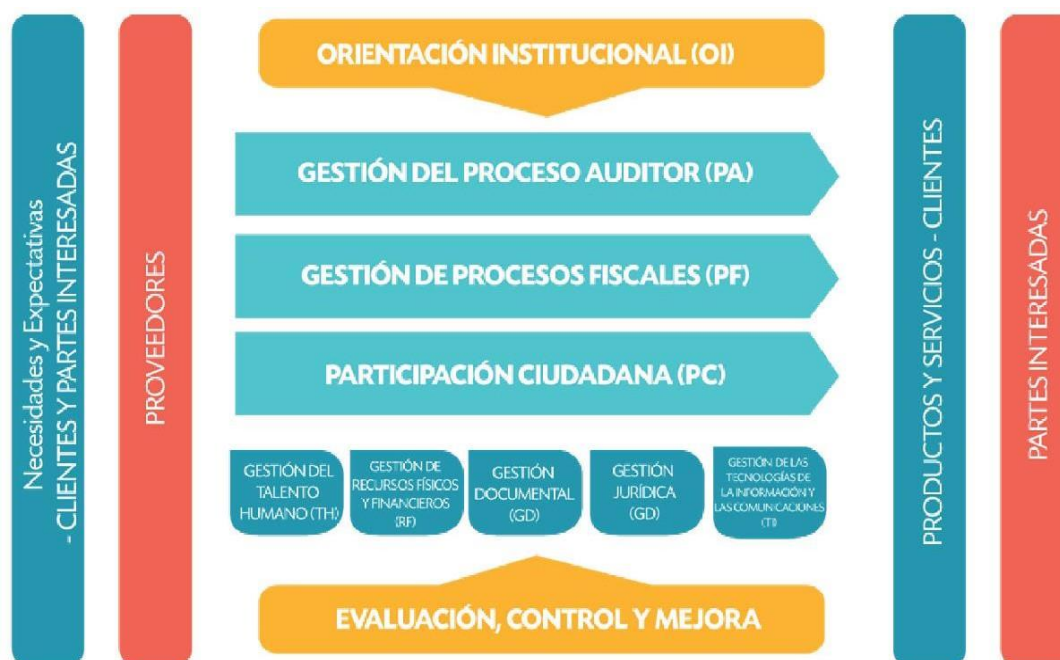 Necesidades y Expectativas
- CLIENTES Y PARTES INTERESADAS
PROVEEDORES
ORIENTACIÓN INSTITUCIONAL (OI)
GESTIÓN DEL PROCESO AUDITOR (PA)
GESTIÓN DE PROCESOS FISCALES (PF)
PARTICIPACIÓN CIUDADANA (PC)
GESTIÓN DEL
TALENTO
HUMANO (TH)
GESTIÓN DE
RECURSOS FÍSICOS
Y FINANCIEROS
(RF)
GESTIÓN
DOCUMENTAL
(GD)
GESTIÓN
JURÍDICA
(GD)
GESTIÓN DE LAS
TECNOLOGÍAS DE
LA INFORMACIÓN Y
LAS COMUNICACIONES
(TI)
EVALUACIÓN, CONTROL Y MEJORA
PRODUCTOS Y SERVICIOS - CLIENTES
PARTES INTERESADAS